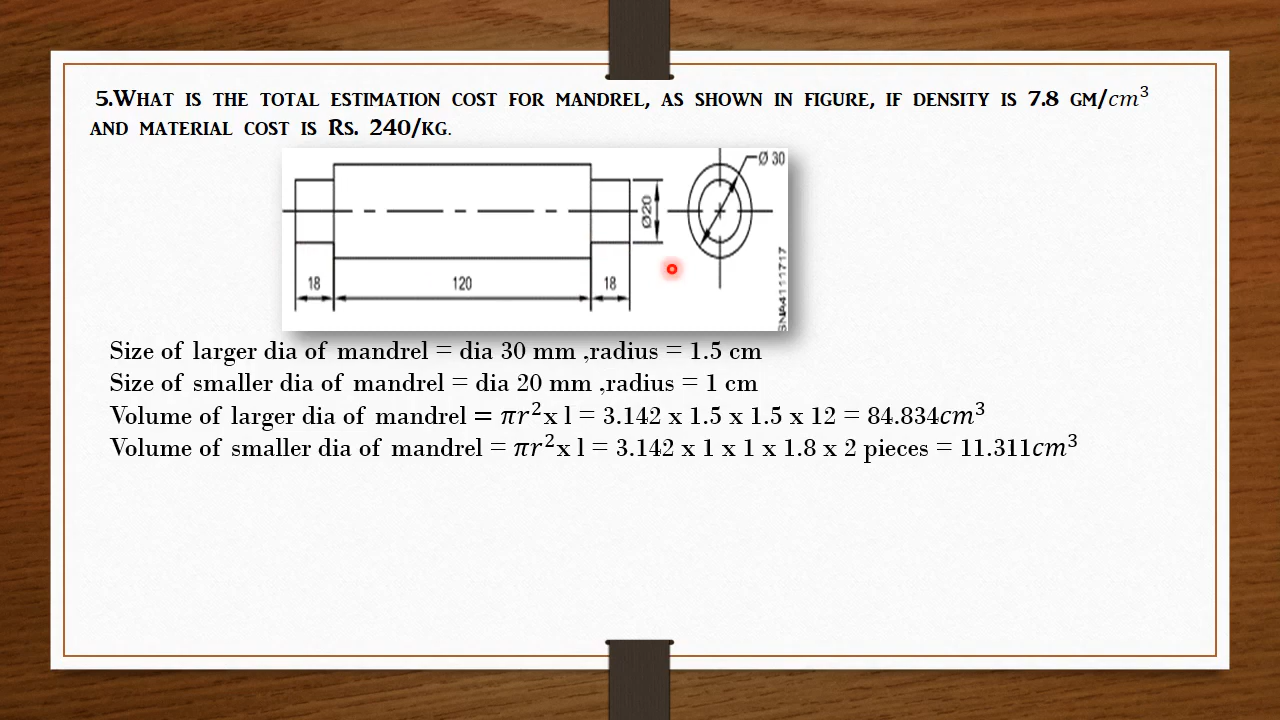 5.What is the total estimation cost for mandrel, as shown in figure, if density is 7.8 gm/cm³
and material cost is Rs. 240/kg.
Ø 30
Ø20
18
120
18
SNA4111717
Size of larger dia of mandrel = dia 30 mm ,radius = 1.5 cm
Size of smaller dia of mandrel = dia 20 mm ,radius = 1 cm
Volume of larger dia of mandrel = πr²x l = 3.142 x 1.5 x 1.5 x 12 = 84.834cm³
Volume of smaller dia of mandrel = πr²x l = 3.142 x 1 x 1 x 1.8 x 2 pieces = 11.311cm³